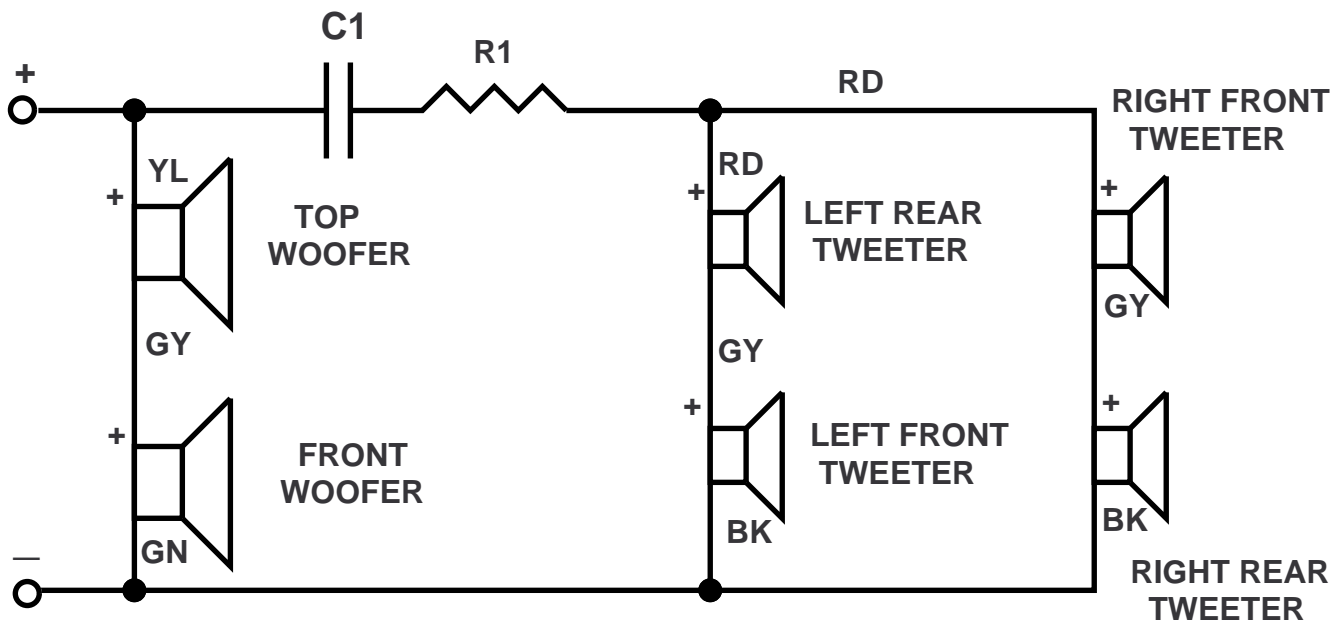 C1
R1
+
RD
RIGHT FRONT
TWEETER
YL
+
TOP
WOOFER
RD
+
LEFT REAR
TWEETER
+
GY
GY
GY
+
FRONT
WOOFER
+
LEFT FRONT
TWEETER
+
GN
BK
BK
—
RIGHT REAR
TWEETER